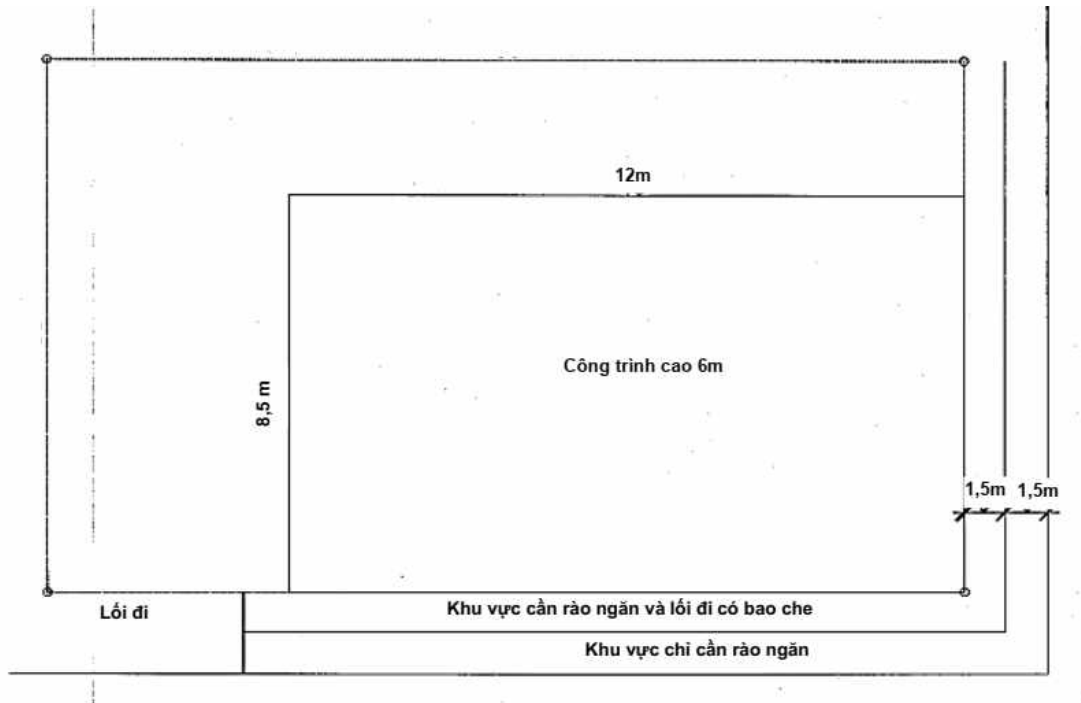 12m
Công trình cao 6m
8,5 m
1,5m 1,5m
Lối đi
Khu vực cần rào ngăn và lối đi có bao che
Khu vực chỉ cần rào ngăn